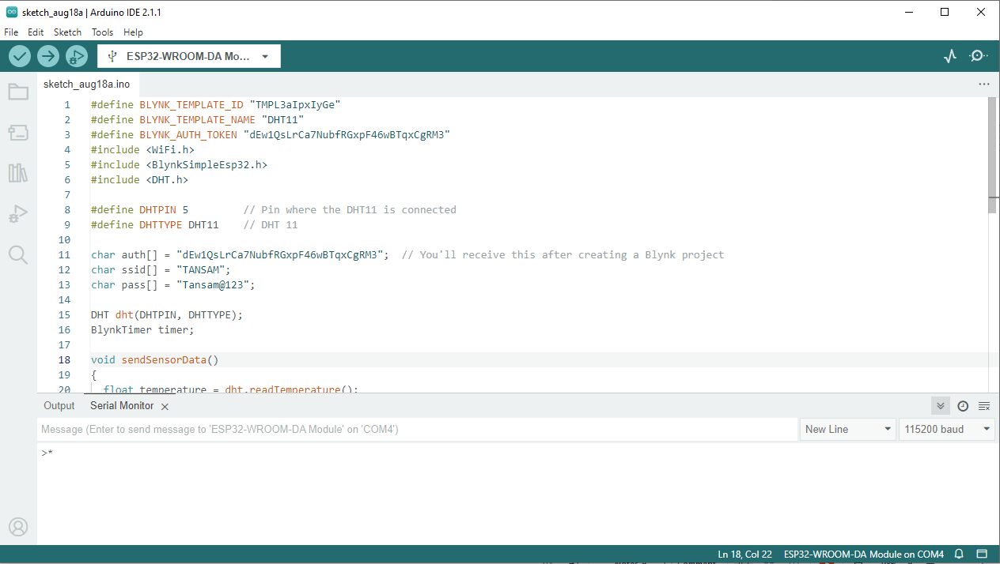 sketch_aug18a | Arduino IDE 2.1.1
File Edit Sketch Tools Help
ESP32-WROOM-DA Mo...
sketch_aug18a.ino
1 #define BLYNK_TEMPLATE_ID "TMPL3aIpxIyGe"
2 #define BLYNK_TEMPLATE_NAME "DHT11"
3 #define BLYNK_AUTH_TOKEN "dEw1QsLrCa7NubfRGxpF46wBTqxCgRM3"
4 #include <WiFi.h>
5 #include <BlynkSimpleEsp32.h>
6 #include <DHT.h>
7
8 #define DHTPIN 5 // Pin where the DHT11 is connected
9 #define DHTTYPE DHT11 // DHT 11
10
11 char auth[] = "dEw1QsLrCa7NubfRGxpF46wBTqxCgRM3"; // You'll receive this after creating a Blynk project
12 char ssid[] = "TANSAM";
13 char pass[] = "Tansam@123";
14
15 DHT dht(DHTPIN, DHTTYPE);
16 BlynkTimer timer;
17
18 void sendSensorData()
19 {
20 float temperature = dht.readTemperature();
Output Serial Monitor
Message (Enter to send message to 'ESP32-WROOM-DA Module' on 'COM4')
New Line 115200 baud
>*
Ln 18, Col 22 ESP32-WROOM-DA Module on COM4